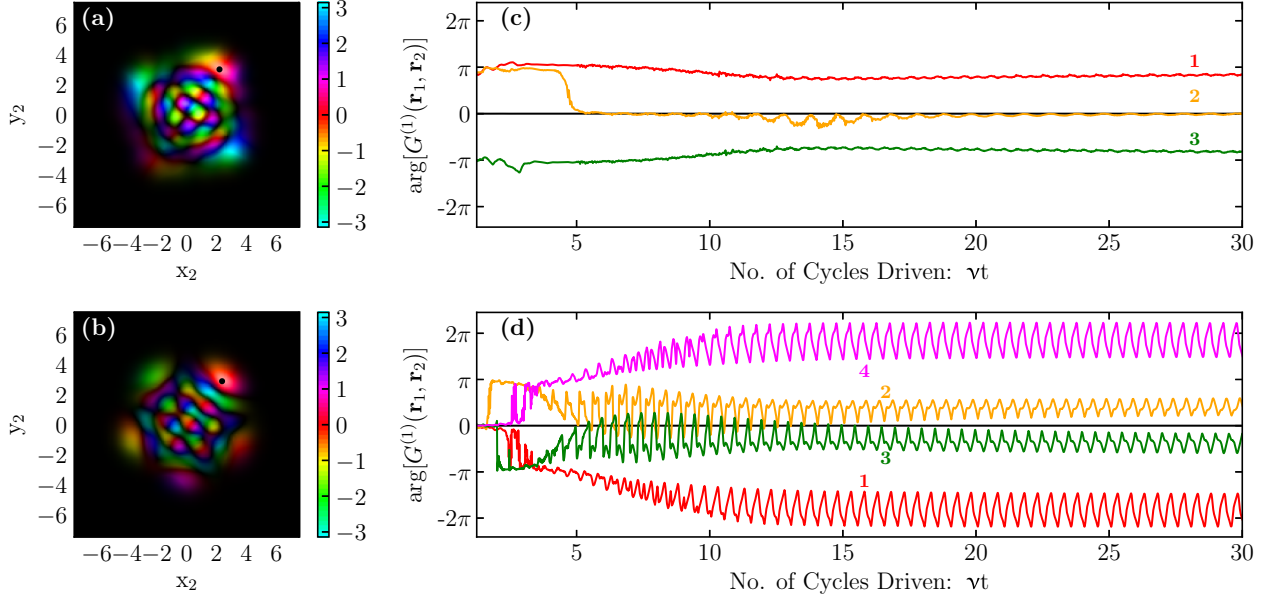 (a)
6
4
2
0
−2
−4
−6
y₂
−6 −4 −2 0 2 4 6
x₂
3
2
1
0
−1
−2
−3
(c)
2π
π
0
-π
-2π
arg[G⁽¹⁾(r₁, r₂)]
1
2
3
5 10 15 20 25 30
No. of Cycles Driven: νt
(b)
6
4
2
0
−2
−4
−6
y₂
−6 −4 −2 0 2 4 6
x₂
3
2
1
0
−1
−2
−3
(d)
2π
π
0
-π
-2π
arg[G⁽¹⁾(r₁, r₂)]
4
2
3
1
5 10 15 20 25 30
No. of Cycles Driven: νt